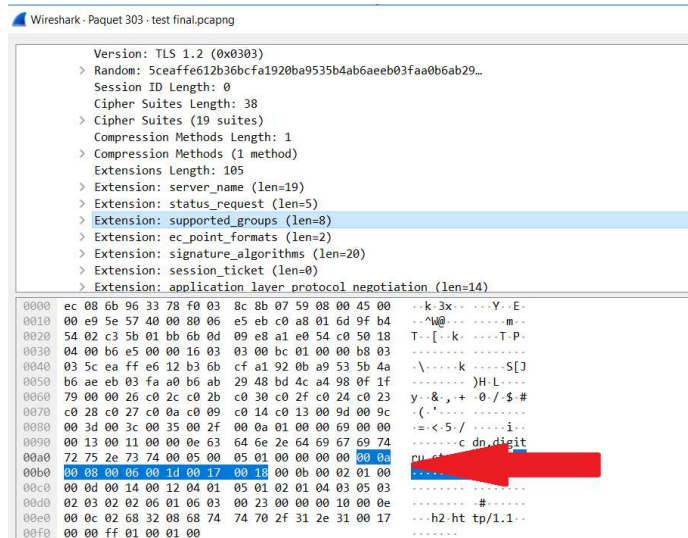 Wireshark · Paquet 303 · test final.pcapng
Version: TLS 1.2 (0x0303)
> Random: 5ceaffe612b36bcfa1920ba9535b4ab6aeeb03faa0b6ab29…
Session ID Length: 0
Cipher Suites Length: 38
> Cipher Suites (19 suites)
Compression Methods Length: 1
> Compression Methods (1 method)
Extensions Length: 105
> Extension: server_name (len=19)
> Extension: status_request (len=5)
> Extension: supported_groups (len=8)
> Extension: ec_point_formats (len=2)
> Extension: signature_algorithms (len=20)
> Extension: session_ticket (len=0)
> Extension: application layer protocol negotiation (len=14)
0000 ec 08 6b 96 33 78 f0 03 8c 8b 07 59 08 00 45 00 ··k·3x·· ···Y··E·
0010 00 e9 5e 57 40 00 80 06 e5 eb c0 a8 01 6d 9f b4 ··^W@··· ·····m··
0020 54 02 c3 5b 01 bb 6b 0d 09 e8 a1 e0 54 c0 50 18 T··[··k· ····T·P·
0030 04 00 b6 e5 00 00 16 03 03 00 bc 01 00 00 b8 03 ········ ········
0040 03 5c ea ff e6 12 b3 6b cf a1 92 0b a9 53 5b 4a ·\·····k ·····S[J
0050 b6 ae eb 03 fa a0 b6 ab 29 48 bd 4c a4 98 0f 1f ········ )H·L····
0060 79 00 00 26 c0 2c c0 2b c0 30 c0 2f c0 24 c0 23 y··&·,·+ ·0·/·$·#
0070 c0 28 c0 27 c0 0a c0 09 c0 14 c0 13 00 9d 00 9c ·(·'···· ········
0080 00 3d 00 3c 00 35 00 2f 00 0a 01 00 00 69 00 00 ·=·<·5·/ ·····i··
0090 00 13 00 11 00 00 0e 63 64 6e 2e 64 69 67 69 74 ·······c dn.digit
00a0 72 75 2e 73 74 00 05 00 05 01 00 00 00 00 00 0a ru.st
00b0 00 08 00 06 00 1d 00 17 00 18 00 0b 00 02 01 00
00c0 00 0d 00 14 00 12 04 01 05 01 02 01 04 03 05 03 ········ ········
00d0 02 03 02 02 06 01 06 03 00 23 00 00 00 10 00 0e ········ ·#······
00e0 00 0c 02 68 32 08 68 74 74 70 2f 31 2e 31 00 17 ···h2·ht tp/1.1··
00f0 00 00 ff 01 00 01 00 ·······